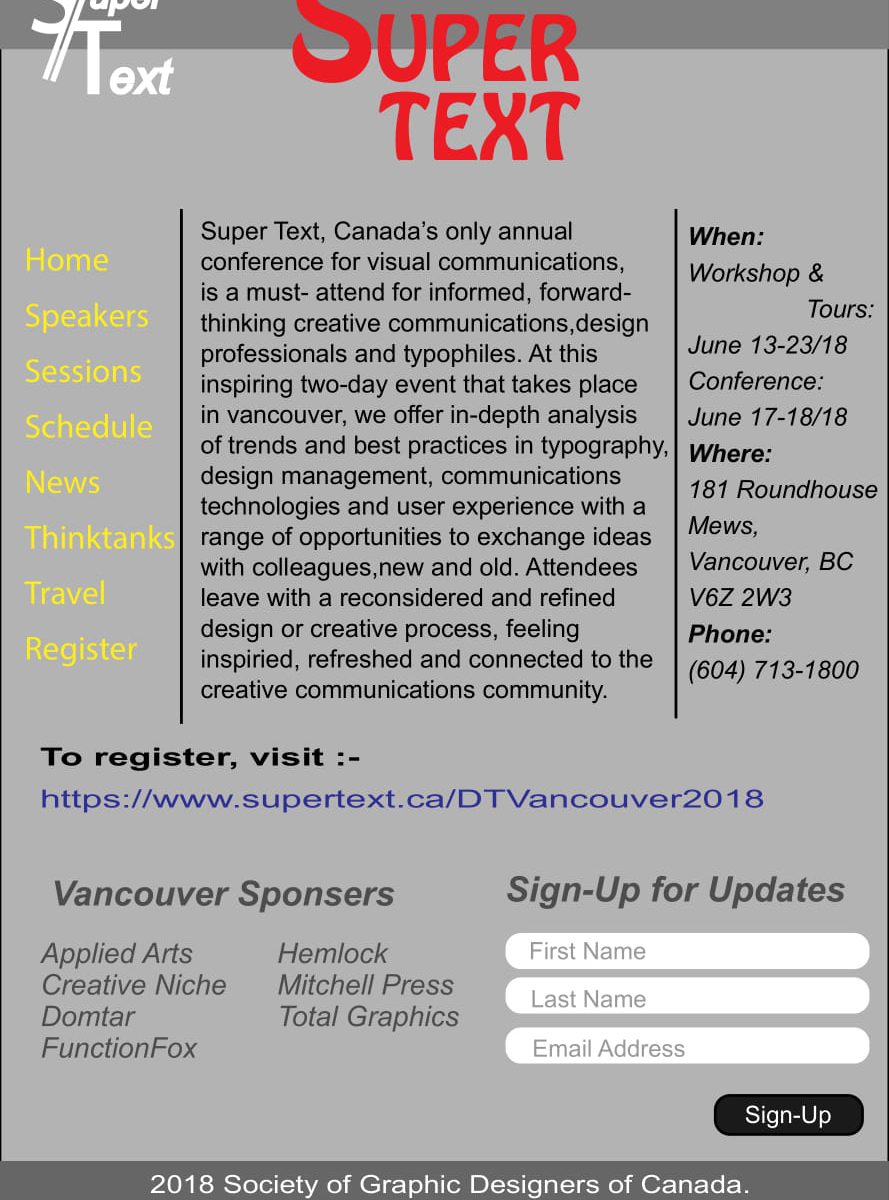 Super
Text
SUPER
TEXT
Home
Speakers
Sessions
Schedule
News
Thinktanks
Travel
Register
Super Text, Canada’s only annual
conference for visual communications,
is a must- attend for informed, forward-
thinking creative communications,design
professionals and typophiles. At this
inspiring two-day event that takes place
in vancouver, we offer in-depth analysis
of trends and best practices in typography,
design management, communications
technologies and user experience with a
range of opportunities to exchange ideas
with colleagues,new and old. Attendees
leave with a reconsidered and refined
design or creative process, feeling
inspiried, refreshed and connected to the
creative communications community.
When:
Workshop &
Tours:
June 13-23/18
Conference:
June 17-18/18
Where:
181 Roundhouse
Mews,
Vancouver, BC
V6Z 2W3
Phone:
(604) 713-1800
To register, visit :-
https://www.supertext.ca/DTVancouver2018
Vancouver Sponsers
Applied Arts
Creative Niche
Domtar
FunctionFox
Hemlock
Mitchell Press
Total Graphics
Sign-Up for Updates
First Name
Last Name
Email Address
Sign-Up
2018 Society of Graphic Designers of Canada.